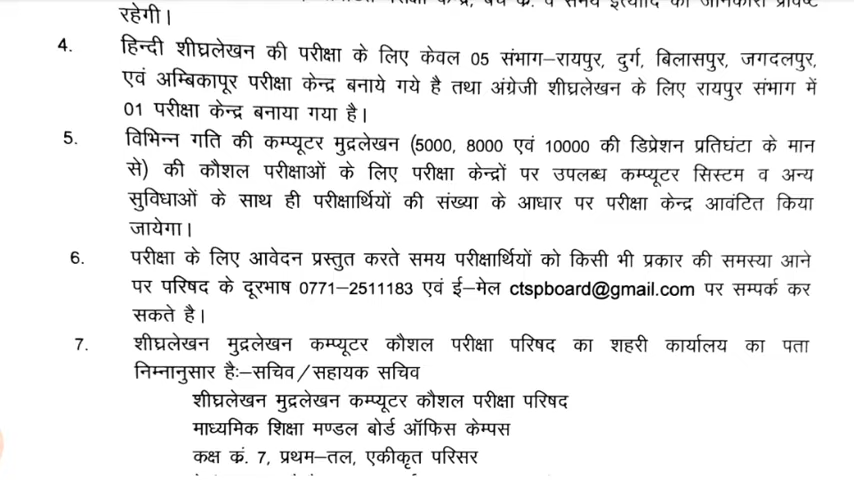 रहेगी।
4. हिन्दी शीघ्रलेखन की परीक्षा के लिए केवल 05 संभाग–रायपुर, दुर्ग, बिलासपुर, जगदलपुर,
एवं अम्बिकापूर परीक्षा केन्द्र बनाये गये है तथा अंग्रेजी शीघ्रलेखन के लिए रायपुर संभाग में
01 परीक्षा केन्द्र बनाया गया है।
5. विभिन्न गति की कम्प्यूटर मुद्रलेखन (5000, 8000 एवं 10000 की डिप्रेशन प्रतिघंटा के मान
से) की कौशल परीक्षाओं के लिए परीक्षा केन्द्रों पर उपलब्ध कम्प्यूटर सिस्टम व अन्य
सुविधाओं के साथ ही परीक्षार्थियों की संख्या के आधार पर परीक्षा केन्द्र आवंटित किया
जायेगा।
6. परीक्षा के लिए आवेदन प्रस्तुत करते समय परीक्षार्थियों को किसी भी प्रकार की समस्या आने
पर परिषद के दूरभाष 0771–2511183 एवं ई–मेल ctspboard@gmail.com पर सम्पर्क कर
सकते है।
7. शीघ्रलेखन मुद्रलेखन कम्प्यूटर कौशल परीक्षा परिषद का शहरी कार्यालय का पता
निम्नानुसार हैः–सचिव/सहायक सचिव
शीघ्रलेखन मुद्रलेखन कम्प्यूटर कौशल परीक्षा परिषद
माध्यमिक शिक्षा मण्डल बोर्ड ऑफिस केम्पस
कक्ष कं. 7, प्रथम–तल, एकीकृत परिसर